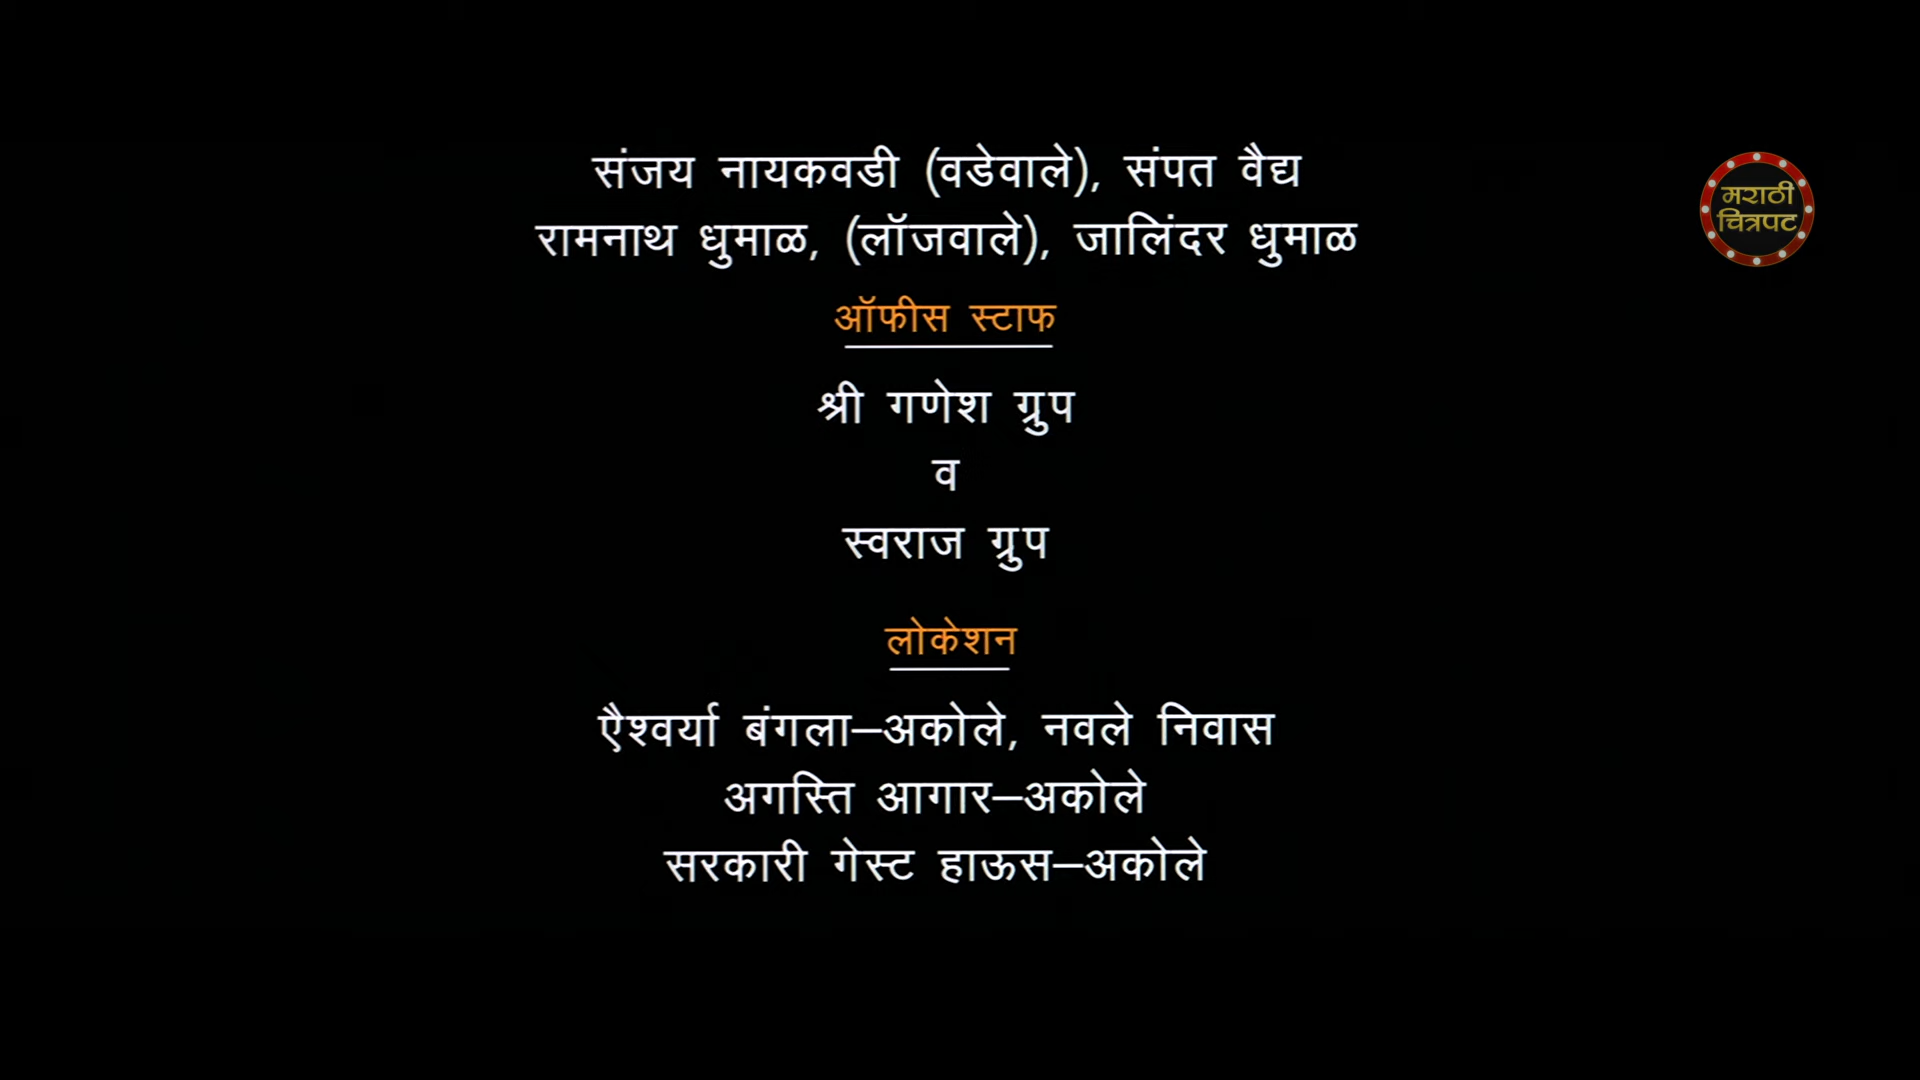 संजय नायकवडी (वडेवाले), संपत वैद्य
रामनाथ धुमाळ, (लॉजवाले), जालिंदर धुमाळ
ऑफीस स्टाफ
श्री गणेश ग्रुप
व
स्वराज ग्रुप
लोकेशन
एैश्वर्या बंगला–अकोले, नवले निवास
अगस्ति आगार–अकोले
सरकारी गेस्ट हाऊस–अकोले
मराठी
चित्रपट